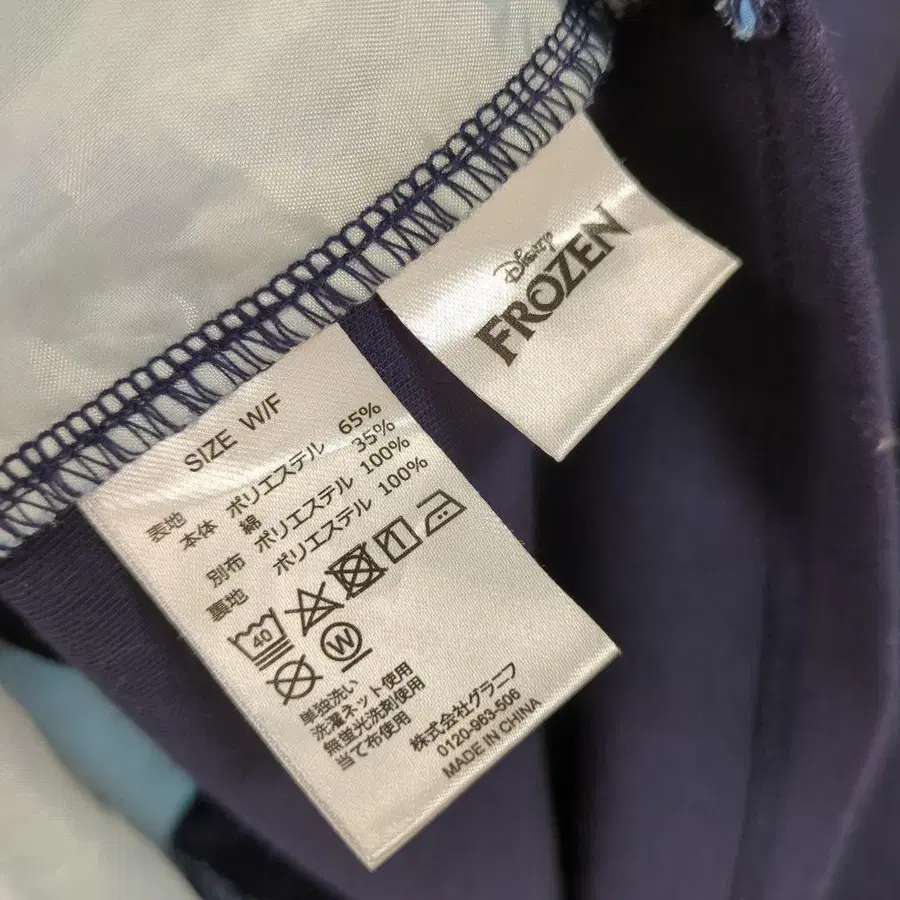 Disney
FROZEN
SIZE W/F
表地
本体 ポリエステル 65%
綿 35%
別布 ポリエステル 100%
裏地 ポリエステル 100%
40
W
単独洗い
洗濯ネット使用
無蛍光洗剤使用
当て布使用
株式会社グラニフ
0120-963-506
MADE IN CHINA